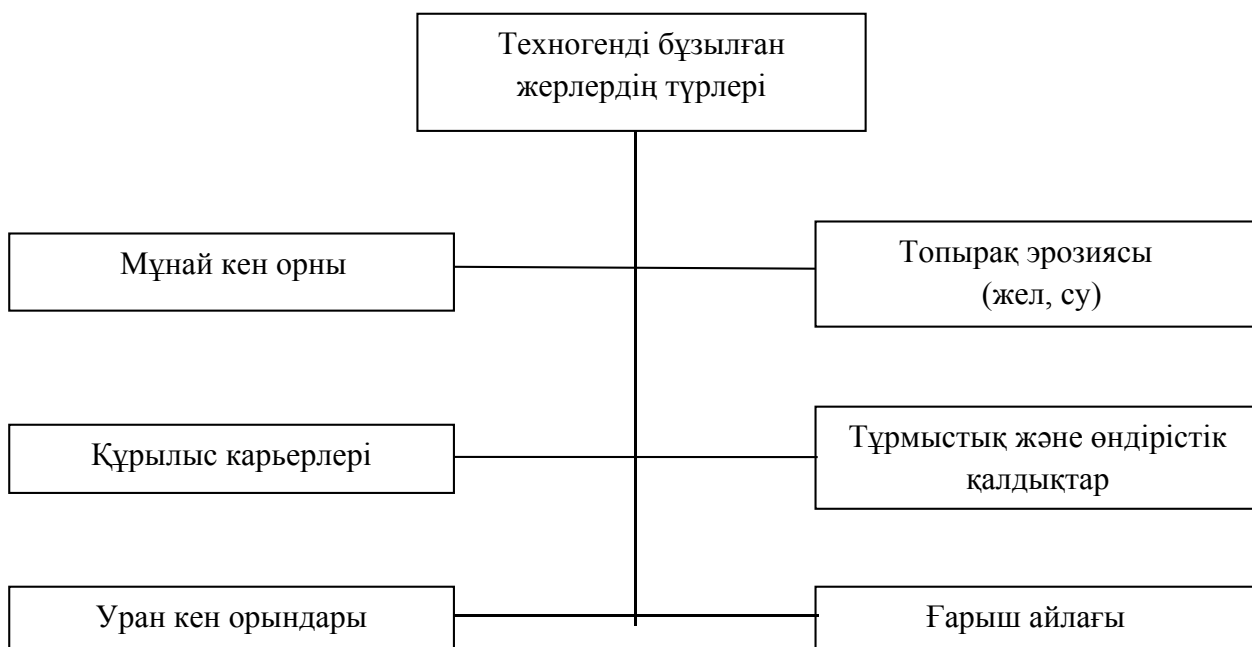 Техногенді бұзылған
жерлердің түрлері
Мұнай кен орны
Топырақ эрозиясы
(жел, су)
Құрылыс карьерлері
Тұрмыстық және өндірістік
қалдықтар
Уран кен орындары
Ғарыш айлағы